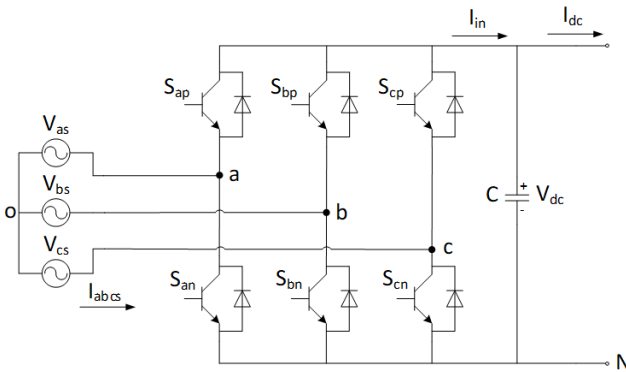 I_in
I_dc
S_ap
S_bp
S_cp
V_as
a
V_bs
o
b
C
+
V_dc
-
V_cs
c
S_an
S_bn
S_cn
I_abcs
N